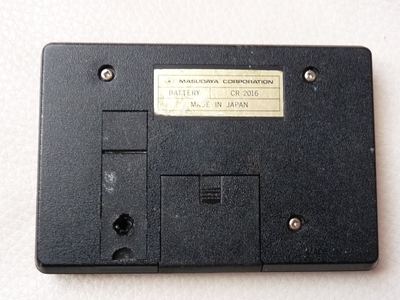 MASUDAYA CORPORATION
BATTERY CR 2016
MADE IN JAPAN